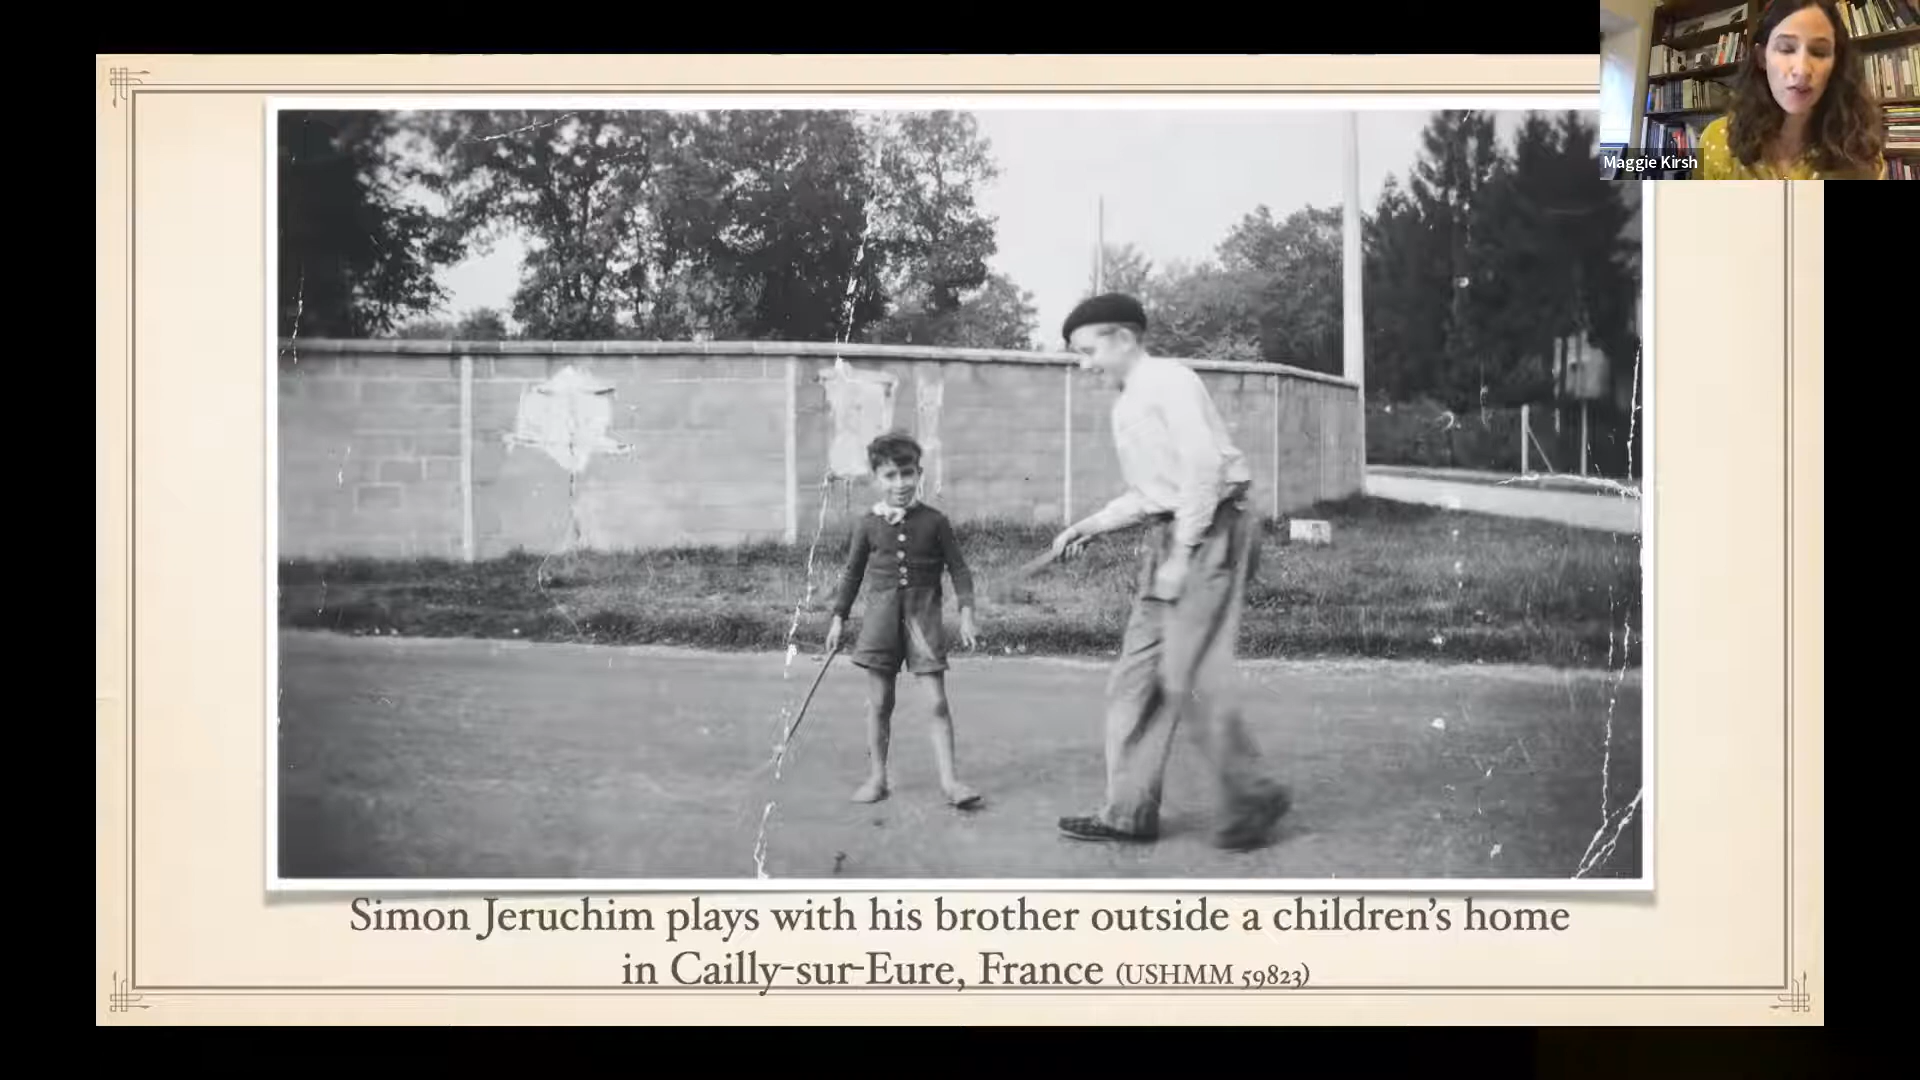 Maggie Kirsh
Simon Jeruchim plays with his brother outside a children's home
in Cailly-sur-Eure, France (USHMM 59823)